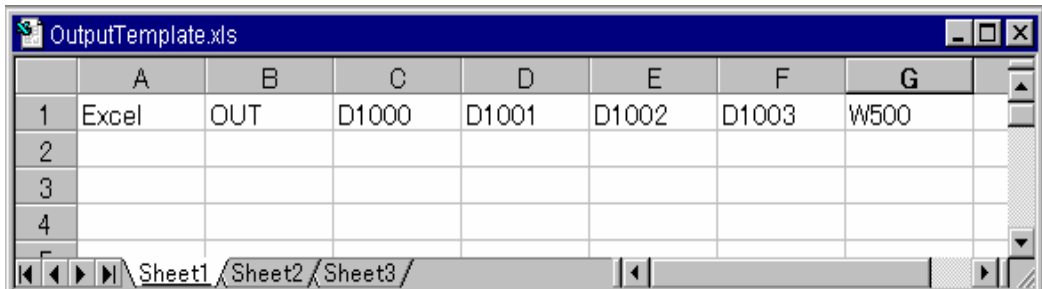 OutputTemplate.xls
A B C D E F G
1 Excel OUT D1000 D1001 D1002 D1003 W500
2
3
4
Sheet1 Sheet2 Sheet3